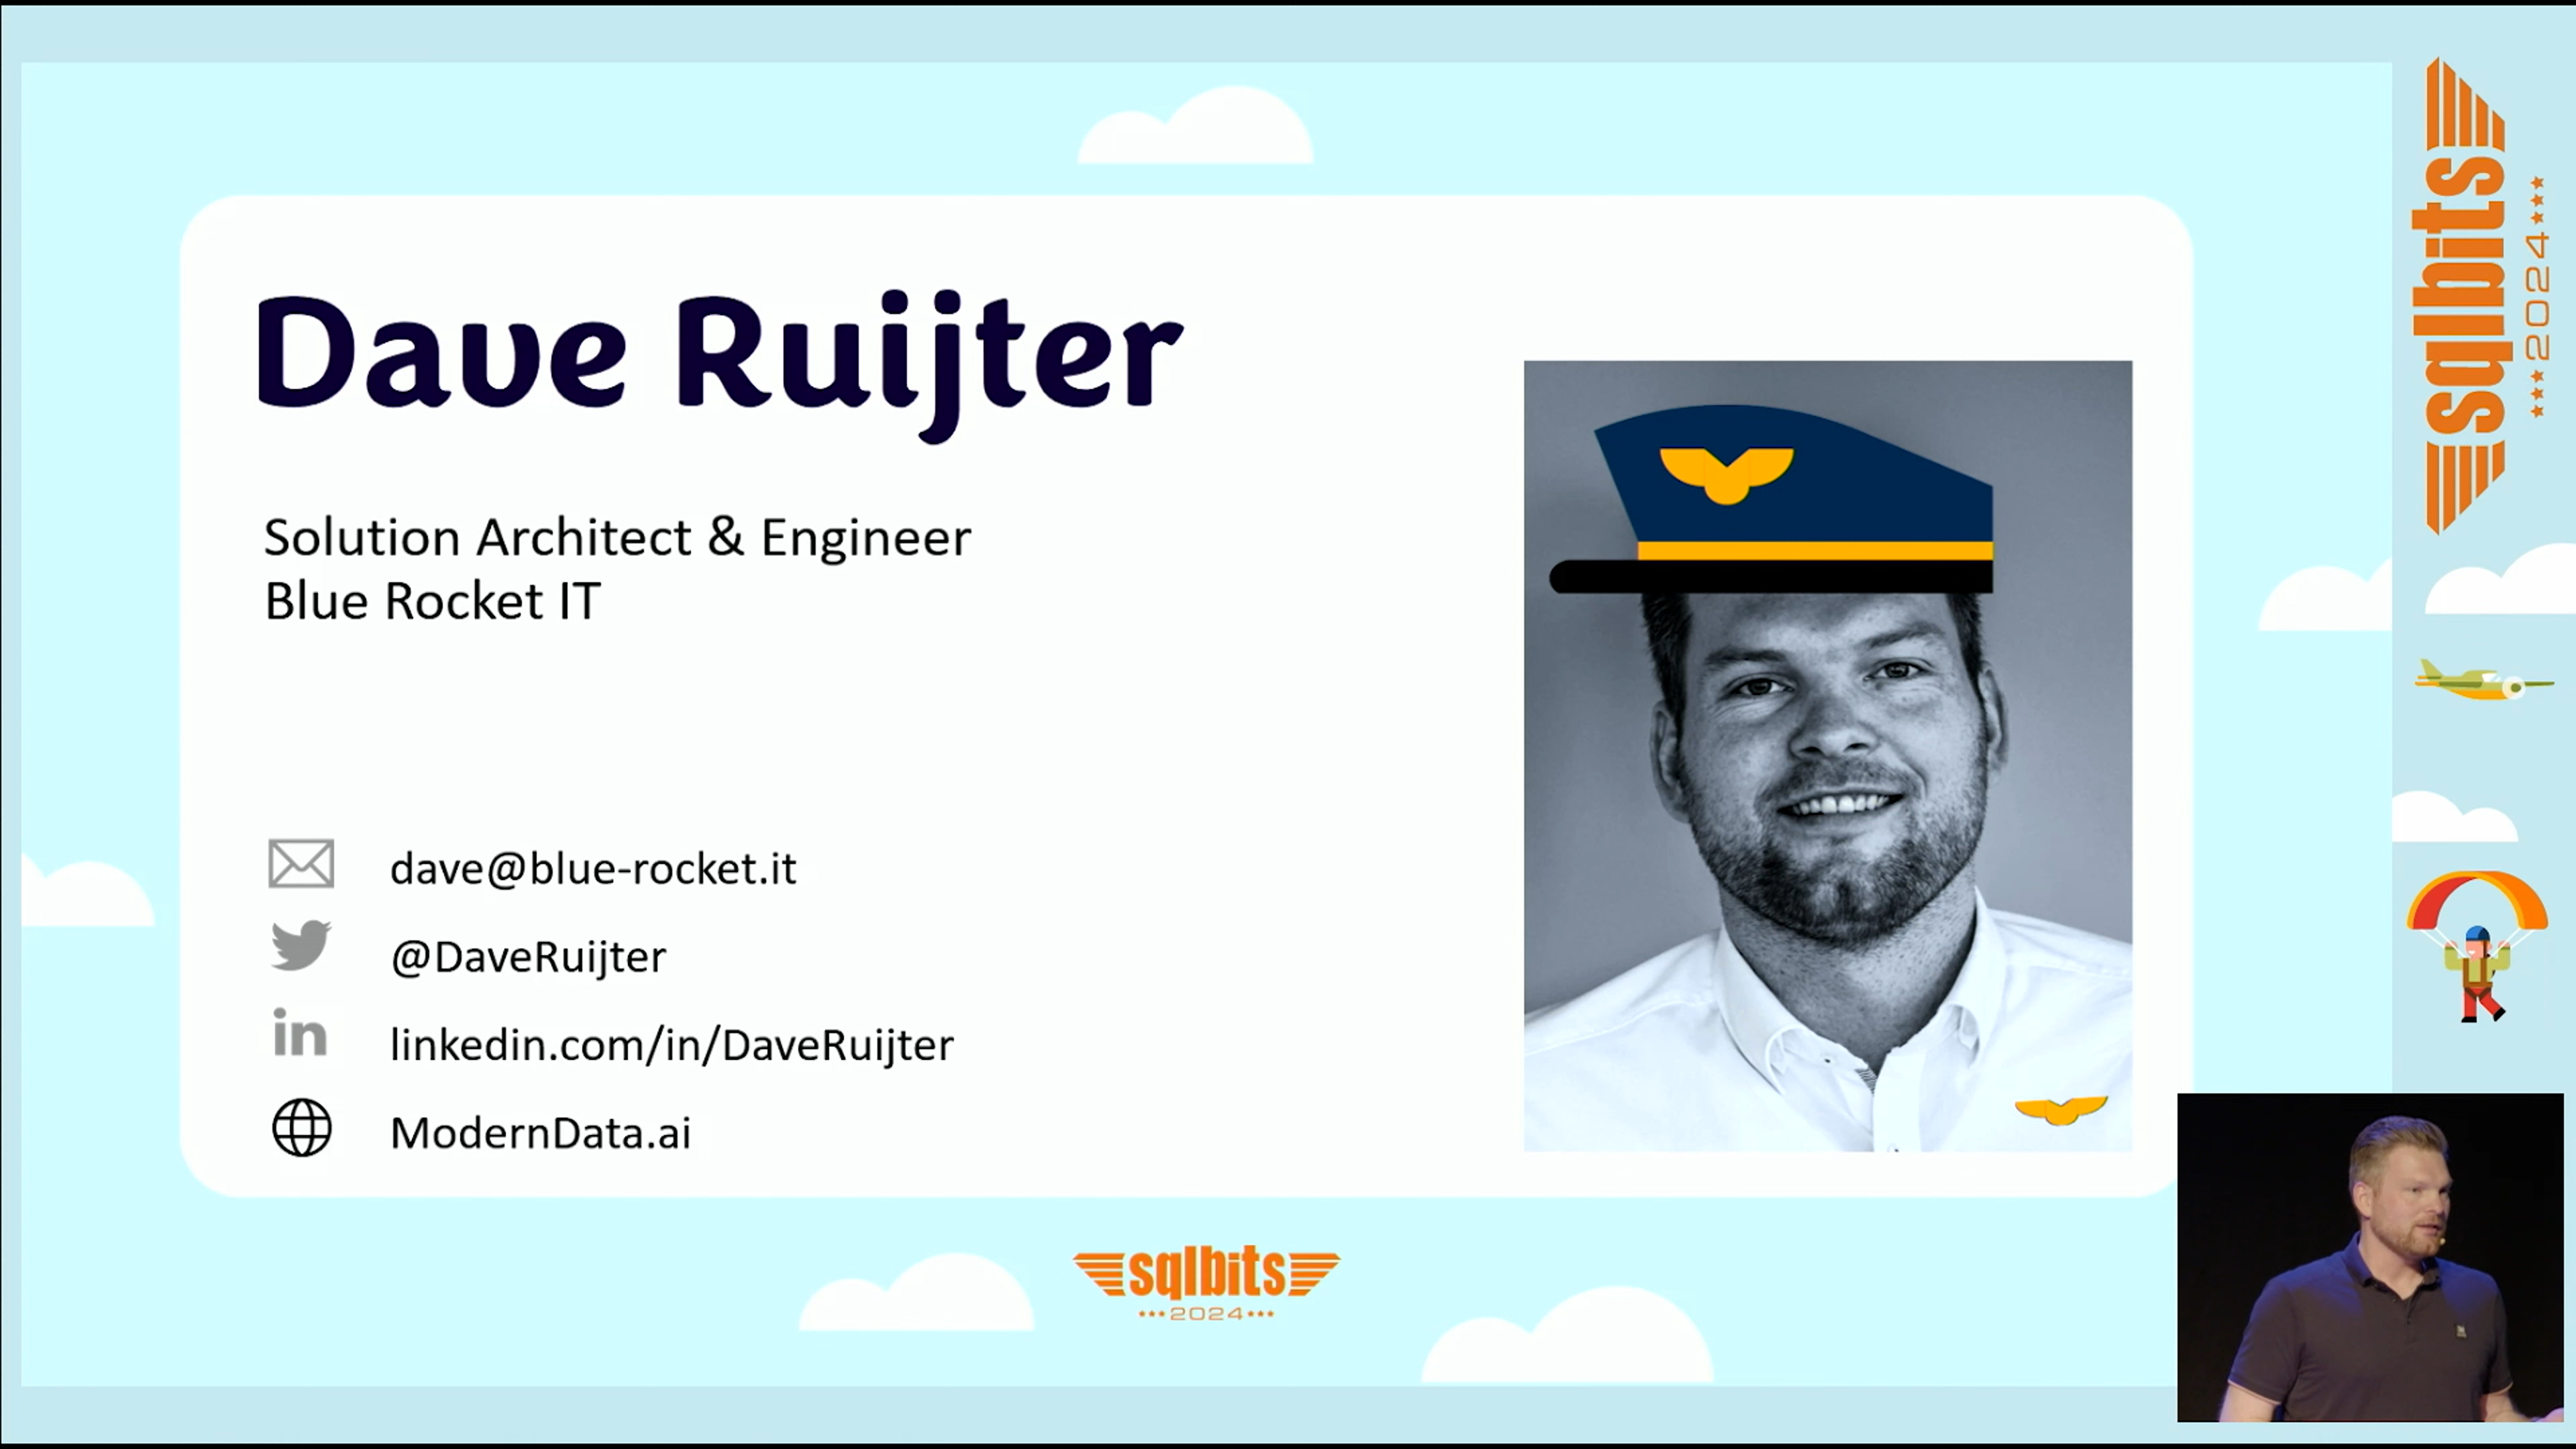 Dave Ruijter
Solution Architect & Engineer
Blue Rocket IT
dave@blue-rocket.it
@DaveRuijter
in
linkedin.com/in/DaveRuijter
ModernData.ai
sqlbits
2024
sqlbits
2024